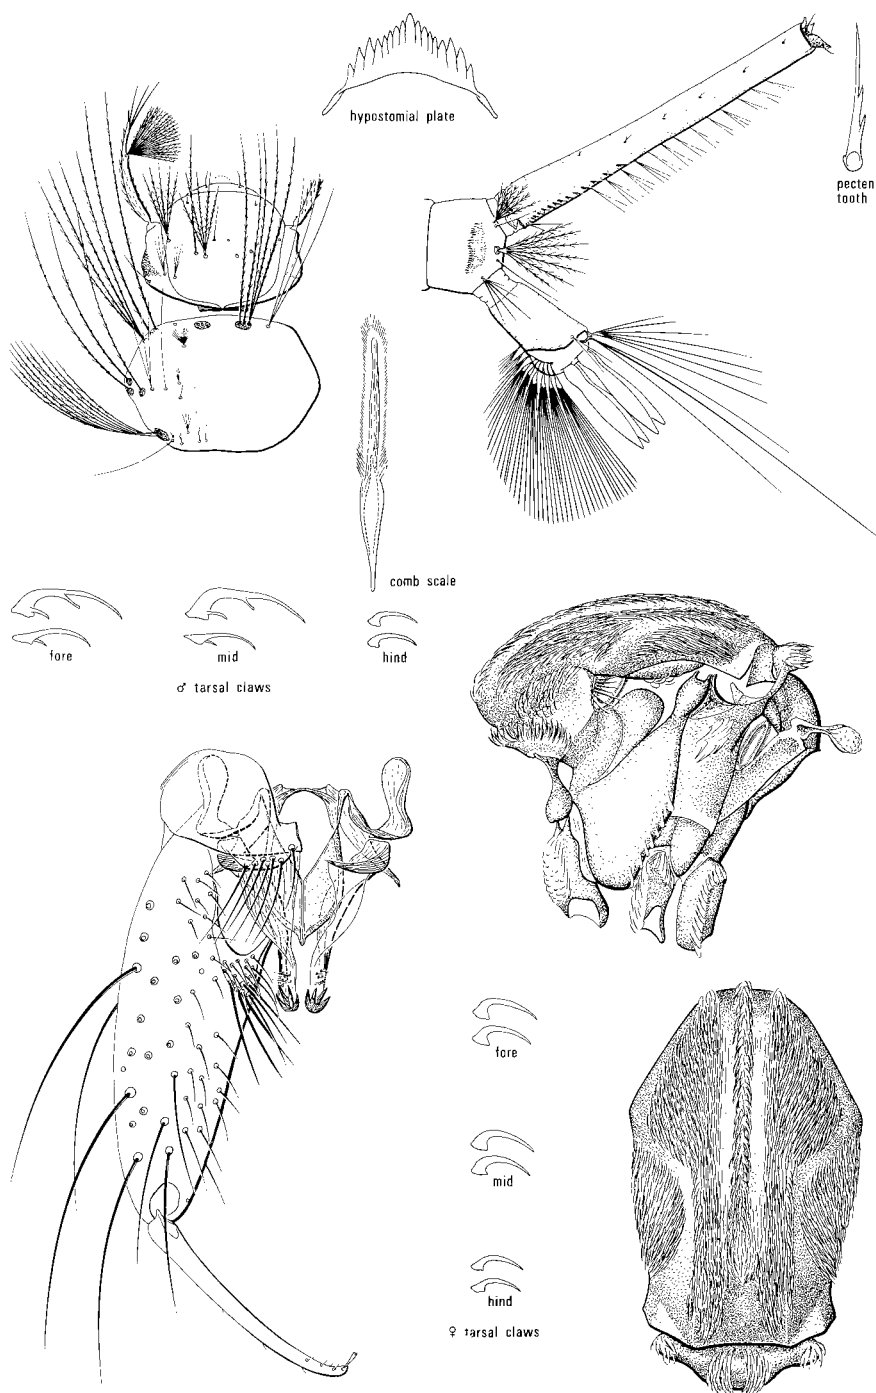 hypostomial plate
pecten
tooth
comb scale
fore
mid
hind
♂ tarsal claws
fore
mid
hind
♀ tarsal claws